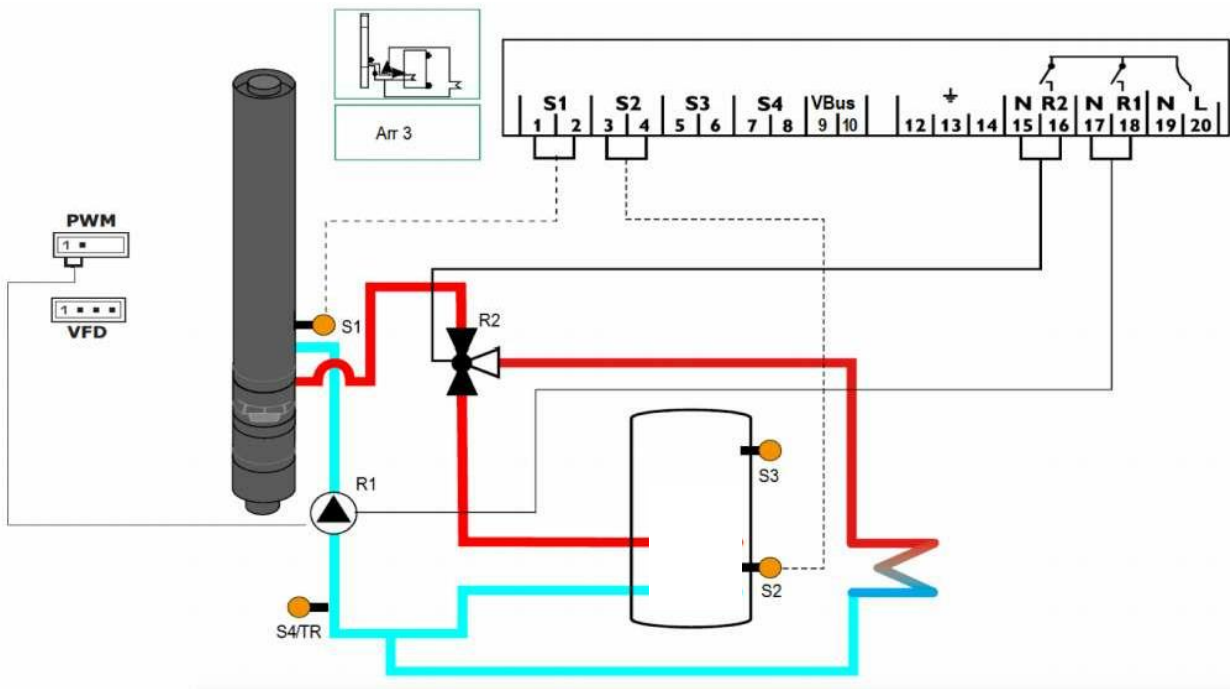 Arr 3
S1 S2 S3 S4 VBus N R2 N R1 N L
1 2 3 4 5 6 7 8 9 10 12 13 14 15 16 17 18 19 20
PWM
1
1
VFD
S1
R2
R1
S3
S2
S4/TR